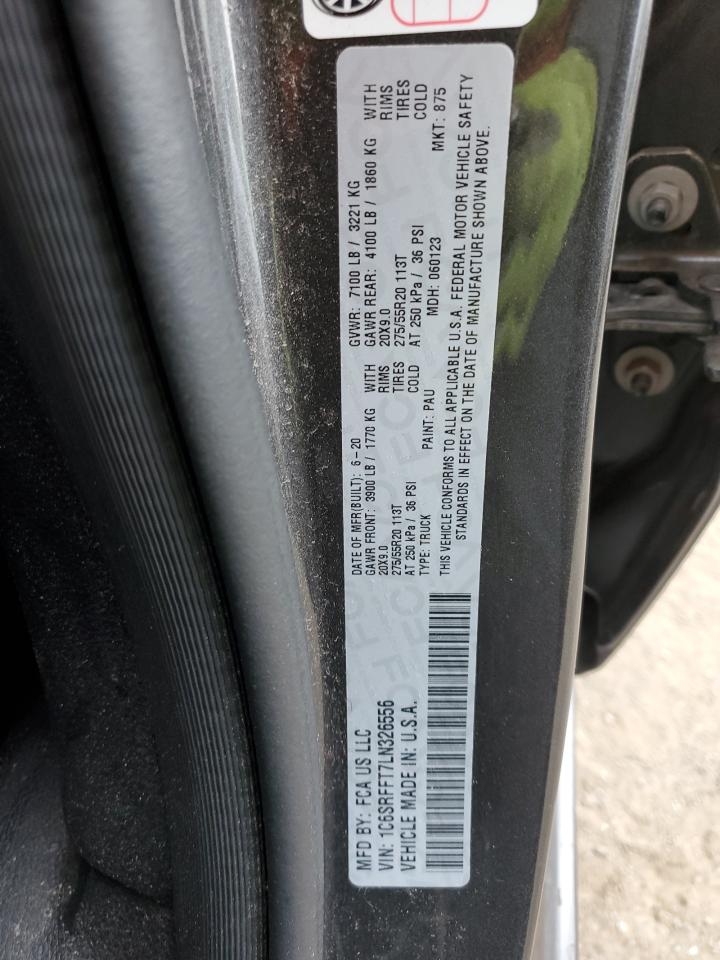 MFD BY: FCA US LLC
VIN: 1C6SRFFT7LN326556
VEHICLE MADE IN: U.S.A.
DATE OF MFR(BUILT): 6-20
GAWR FRONT: 3900 LB / 1770 KG WITH
20X9.0 RIMS
275/55R20 113T TIRES
AT 250 kPa / 36 PSI COLD
TYPE: TRUCK PAINT: PAU
GVWR: 7100 LB / 3221 KG
GAWR REAR: 4100 LB / 1860 KG WITH
20X9.0 RIMS
275/55R20 113T TIRES
AT 250 kPa / 36 PSI COLD
MDH: 060123 MKT: 875
THIS VEHICLE CONFORMS TO ALL APPLICABLE U.S.A. FEDERAL MOTOR VEHICLE SAFETY
STANDARDS IN EFFECT ON THE DATE OF MANUFACTURE SHOWN ABOVE.